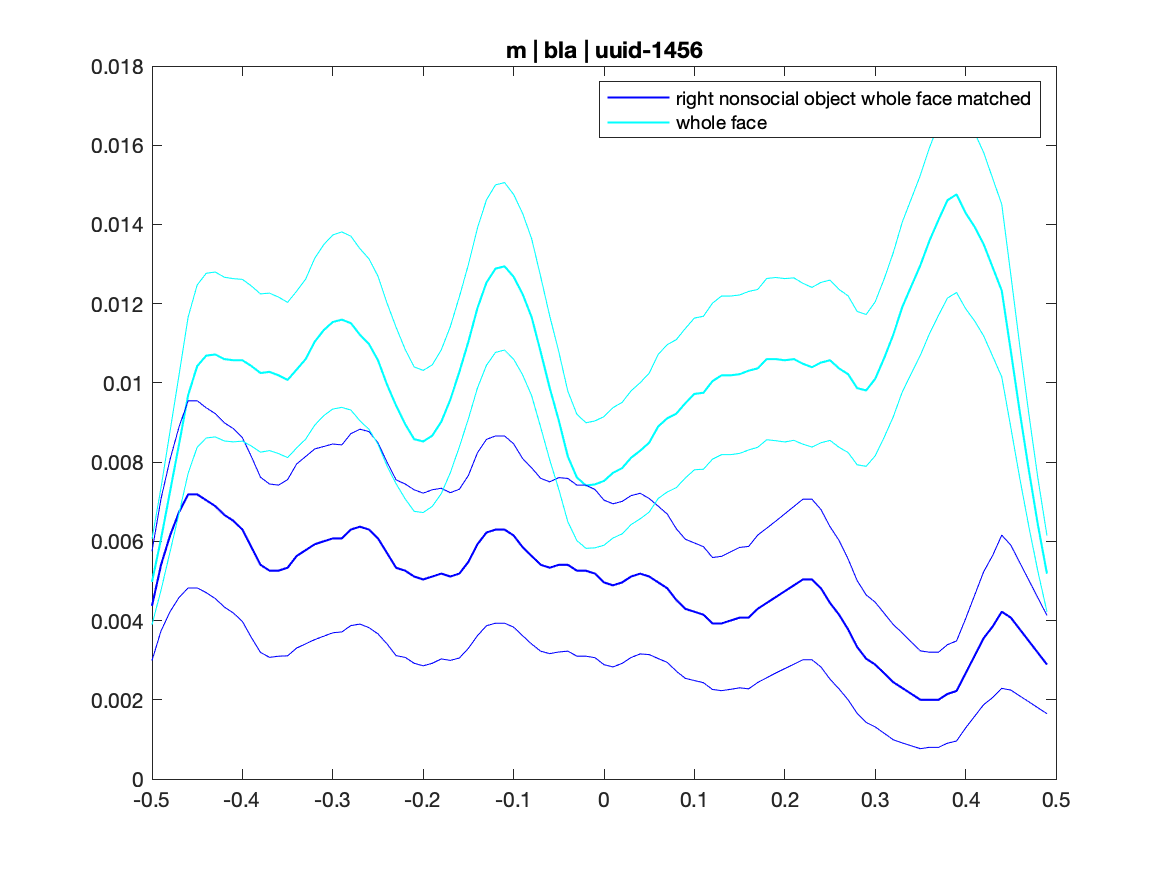 m | bla | uuid-1456
0.018
right nonsocial object whole face matched
whole face
0.016
0.014
0.012
0.01
0.008
0.006
0.004
0.002
0
-0.5 -0.4 -0.3 -0.2 -0.1 0 0.1 0.2 0.3 0.4 0.5